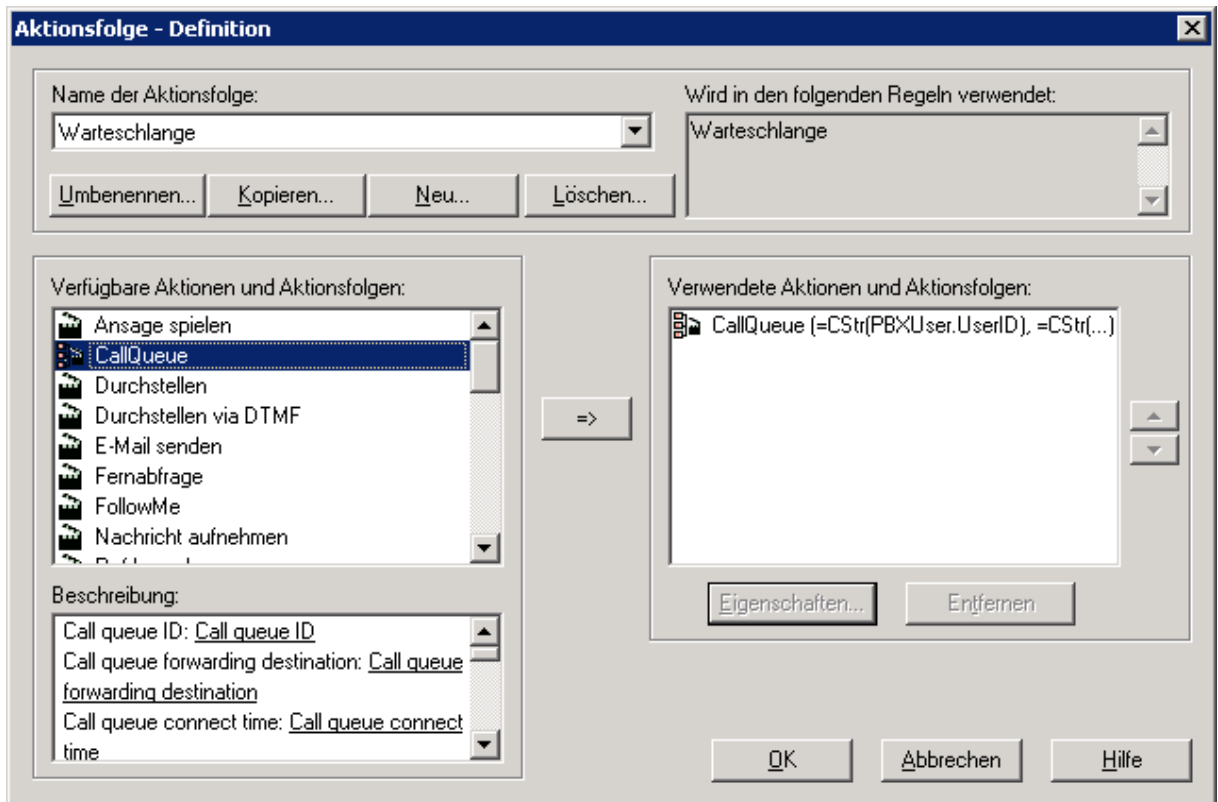 Aktionsfolge - Definition
Name der Aktionsfolge:
Warteschlange
Umbenennen...
Kopieren...
Neu...
Löschen...
Wird in den folgenden Regeln verwendet:
Warteschlange
Verfügbare Aktionen und Aktionsfolgen:
Ansage spielen
CallQueue
Durchstellen
Durchstellen via DTMF
E-Mail senden
Fernabfrage
FollowMe
Nachricht aufnehmen
Beschreibung:
Call queue ID: Call queue ID
Call queue forwarding destination: Call queue
forwarding destination
Call queue connect time: Call queue connect
time
=>
Verwendete Aktionen und Aktionsfolgen:
CallQueue (=CStr(PBXUser.UserID), =CStr(...)
Eigenschaften...
Entfernen
OK
Abbrechen
Hilfe